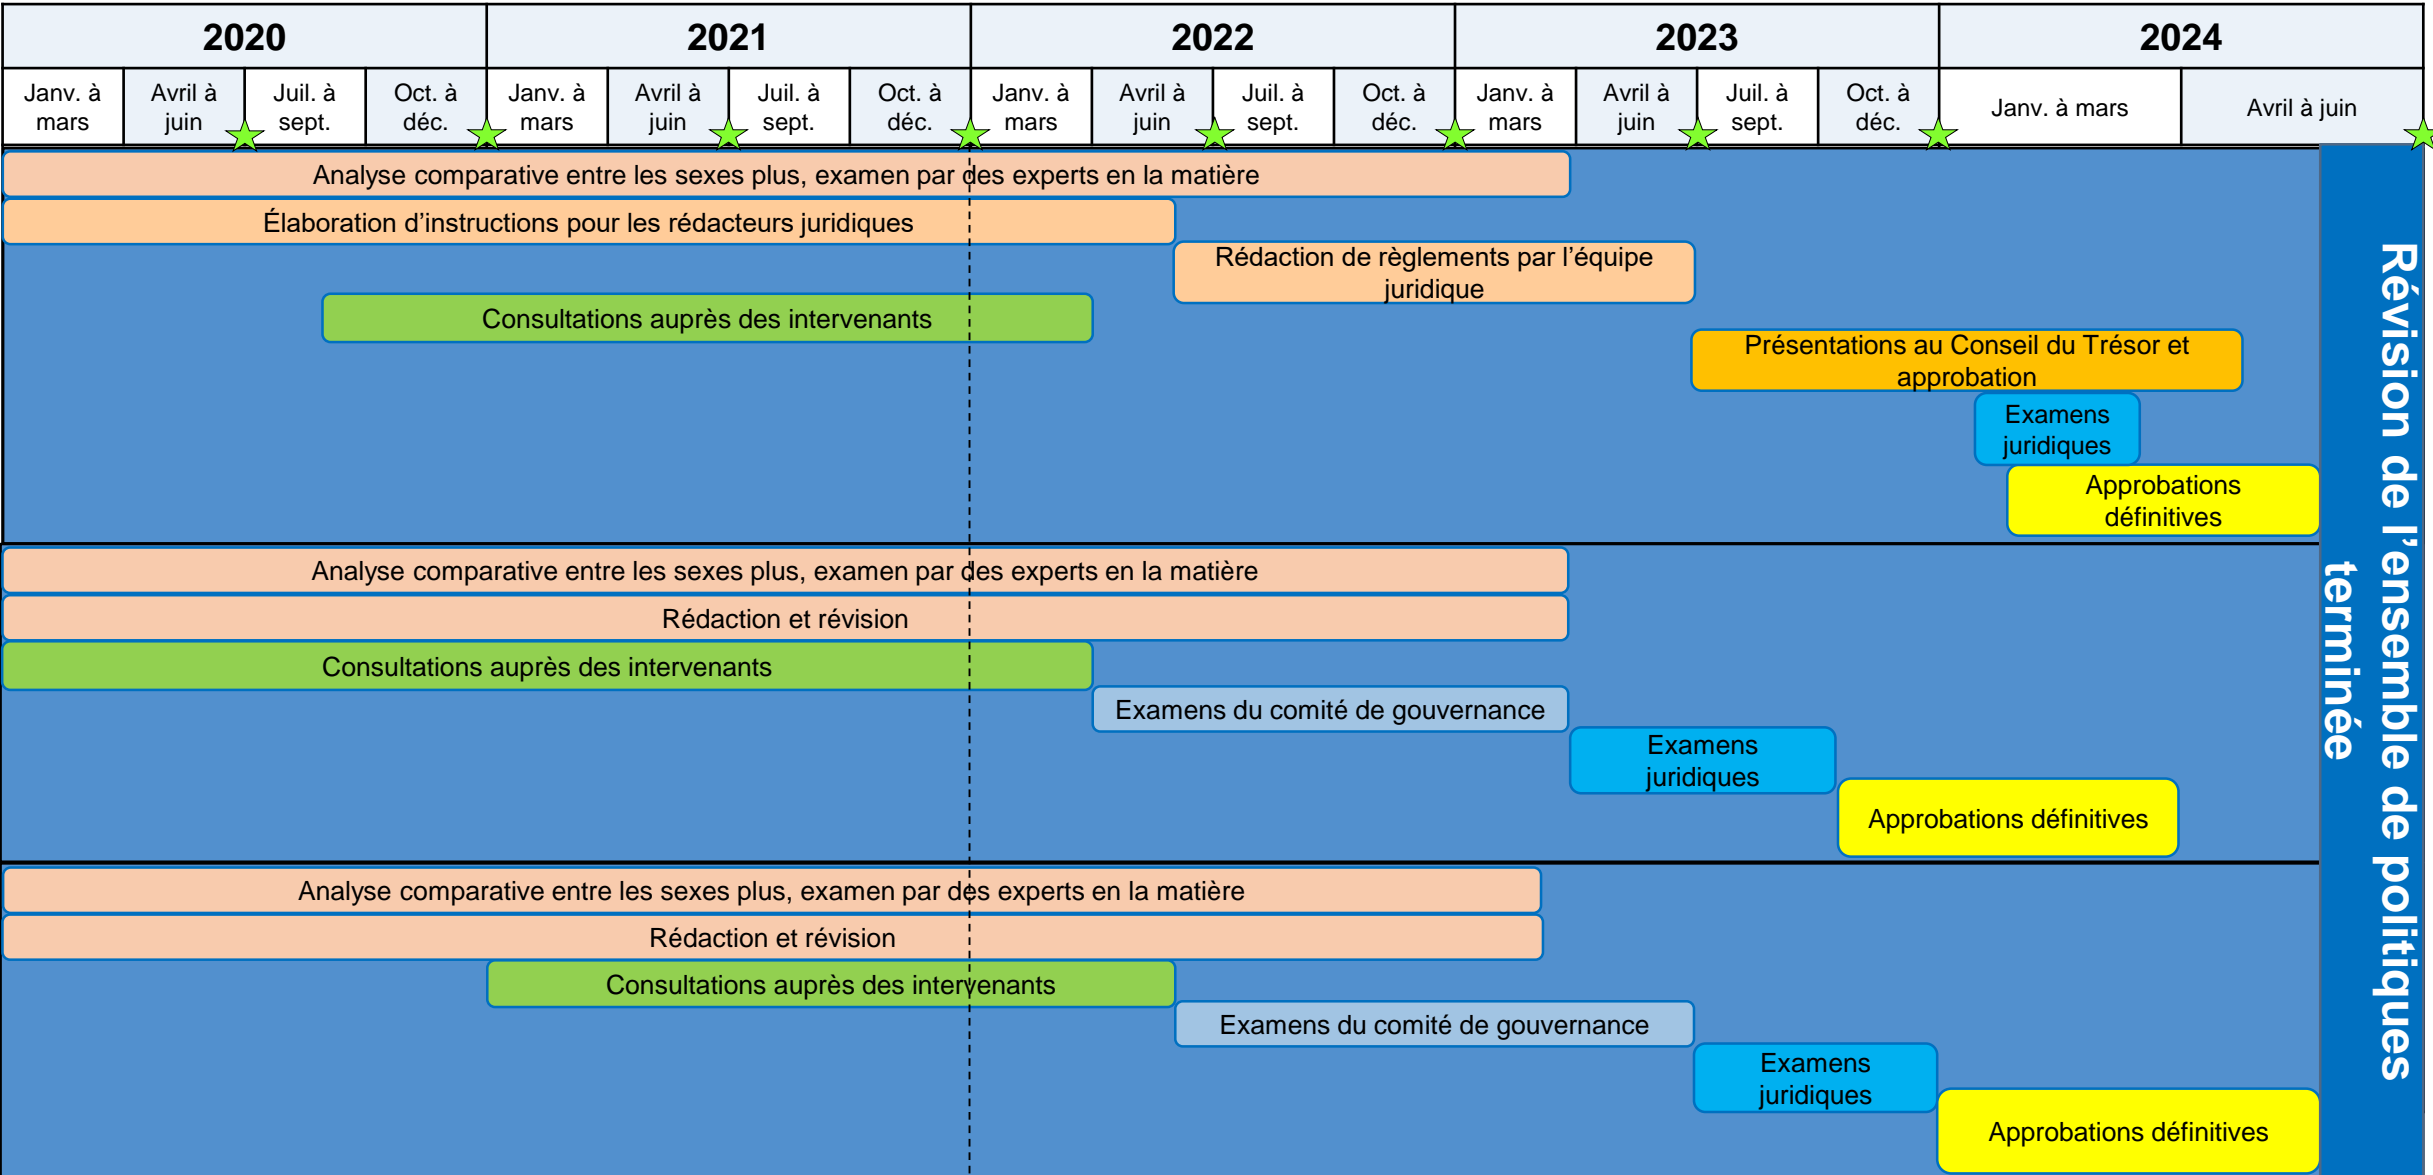 2020
2021
2022
2023
2024
Janv. à
mars
Avril à
juin
Juil. à
sept.
Oct. à
déc.
Janv. à
mars
Avril à
juin
Juil. à
sept.
Oct. à
déc.
Janv. à
mars
Avril à
juin
Juil. à
sept.
Oct. à
déc.
Janv. à
mars
Avril à
juin
Juil. à
sept.
Oct. à
déc.
Janv. à mars
Avril à juin
Analyse comparative entre les sexes plus, examen par des experts en la matière
Élaboration d’instructions pour les rédacteurs juridiques
Rédaction de règlements par l’équipe
juridique
Consultations auprès des intervenants
Présentations au Conseil du Trésor et
approbation
Examens
juridiques
Approbations
définitives
Analyse comparative entre les sexes plus, examen par des experts en la matière
Rédaction et révision
Consultations auprès des intervenants
Examens du comité de gouvernance
Examens
juridiques
Approbations définitives
Analyse comparative entre les sexes plus, examen par des experts en la matière
Rédaction et révision
Consultations auprès des intervenants
Examens du comité de gouvernance
Examens
juridiques
Approbations définitives
Révision de l’ensemble de politiques
terminée